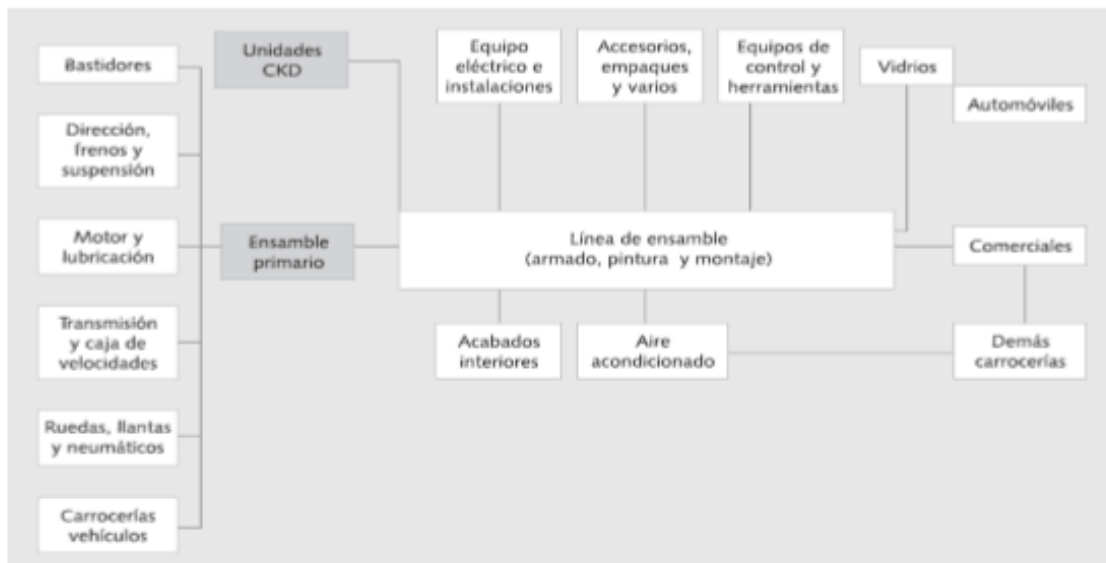 Bastidores
Dirección,
frenos y
suspensión
Motor y
lubricación
Transmisión
y caja de
velocidades
Ruedas, llantas
y neumáticos
Carrocerías
vehículos
Unidades
CKD
Ensamble
primario
Equipo
eléctrico e
instalaciones
Accesorios,
empaques
y varios
Equipos de
control y
herramientas
Vidrios
Automóviles
Línea de ensamble
(armado, pintura y montaje)
Comerciales
Acabados
interiores
Aire
acondicionado
Demás
carrocerías